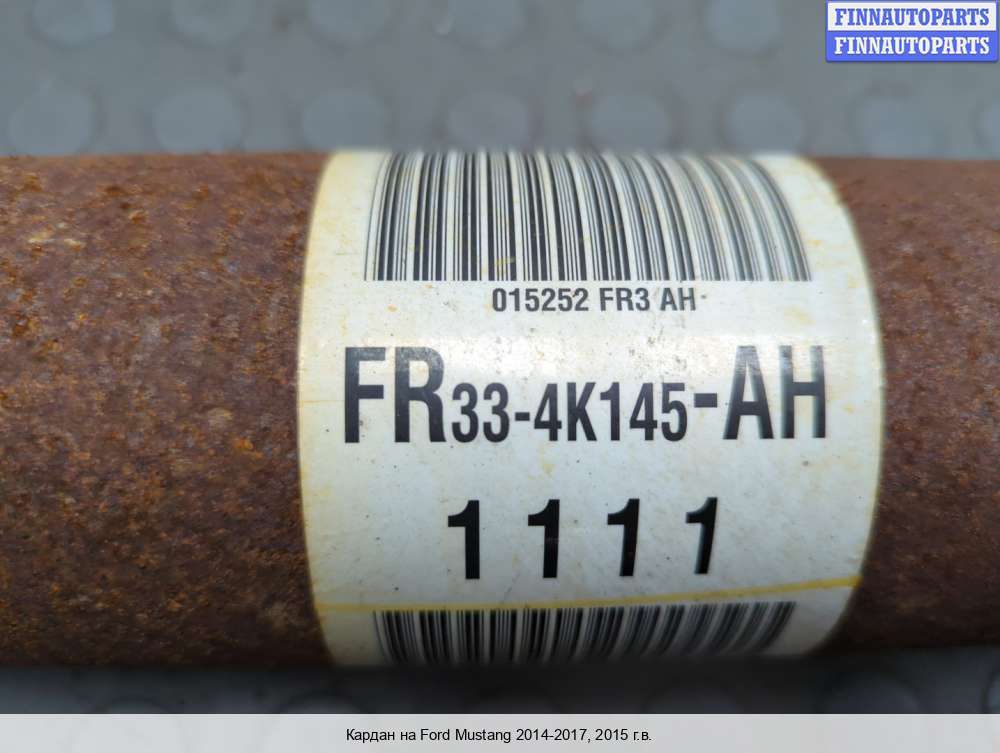 FINNAUTOPARTS
FINNAUTOPARTS
015252 FR3 AH
FR33-4K145-AH
1111
Кардан на Ford Mustang 2014-2017, 2015 г.в.